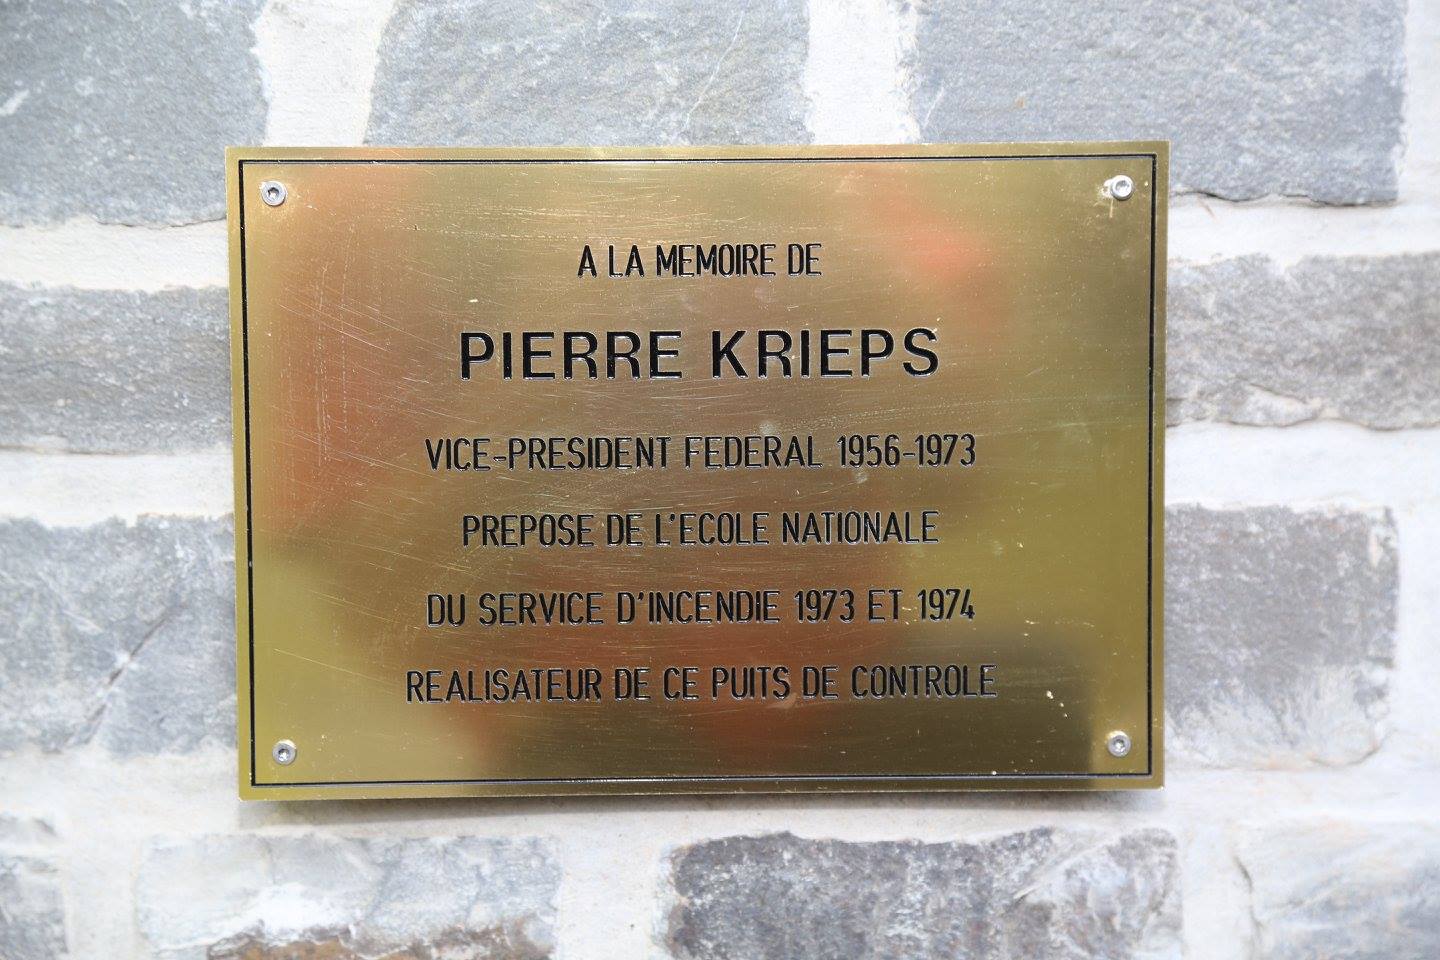 A LA MEMOIRE DE
PIERRE KRIEPS
VICE-PRESIDENT FEDERAL 1956-1973
PREPOSE DE L'ECOLE NATIONALE
DU SERVICE D'INCENDIE 1973 ET 1974
REALISATEUR DE CE PUITS DE CONTROLE